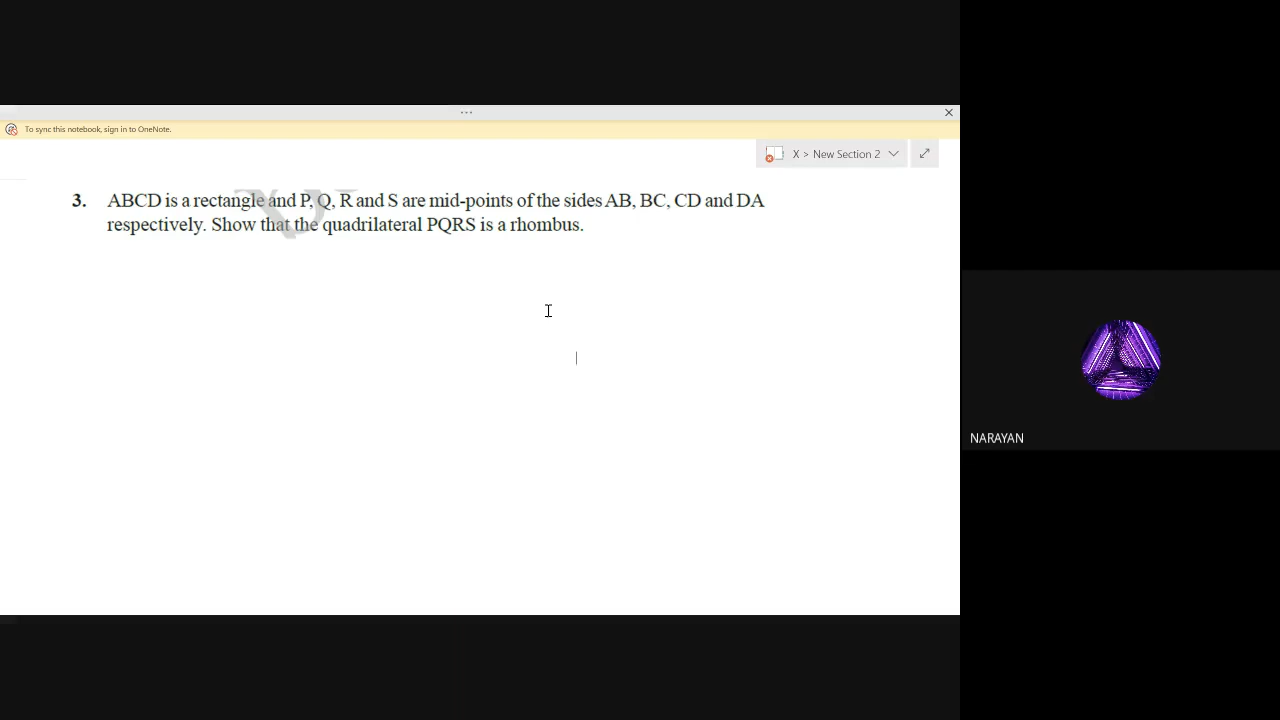 To sync this notebook, sign in to OneNote.
X > New Section 2
3. ABCD is a rectangle and P, Q, R and S are mid-points of the sides AB, BC, CD and DA
respectively. Show that the quadrilateral PQRS is a rhombus.
NARAYAN